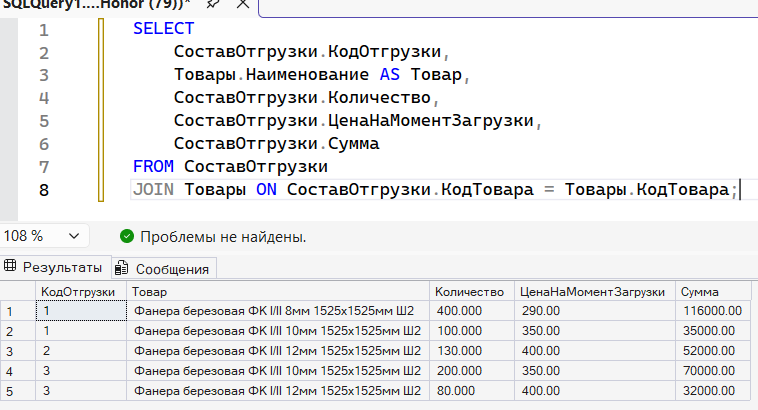 SQLQuery1....Honor (79))*
1 SELECT
2 СоставОтгрузки.КодОтгрузки,
3 Товары.Наименование AS Товар,
4 СоставОтгрузки.Количество,
5 СоставОтгрузки.ЦенаНаМоментЗагрузки,
6 СоставОтгрузки.Сумма
7 FROM СоставОтгрузки
8 JOIN Товары ON СоставОтгрузки.КодТовара = Товары.КодТовара;
108 % Проблемы не найдены.
Результаты Сообщения
КодОтгрузки Товар Количество ЦенаНаМоментЗагрузки Сумма
1 1 Фанера березовая ФК I/II 8мм 1525х1525мм Ш2 400.000 290.00 116000.00
2 1 Фанера березовая ФК I/II 10мм 1525х1525мм Ш2 100.000 350.00 35000.00
3 2 Фанера березовая ФК I/II 12мм 1525х1525мм Ш2 130.000 400.00 52000.00
4 3 Фанера березовая ФК I/II 10мм 1525х1525мм Ш2 200.000 350.00 70000.00
5 3 Фанера березовая ФК I/II 12мм 1525х1525мм Ш2 80.000 400.00 32000.00